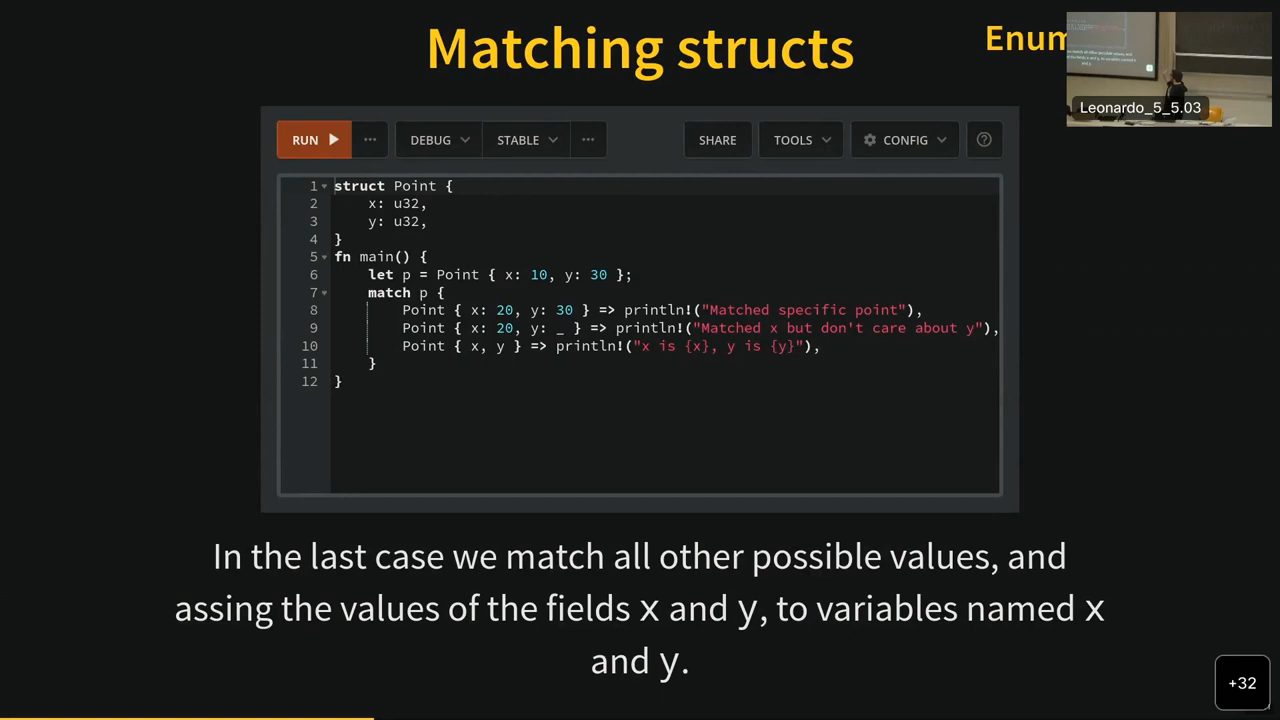 Matching structs
Enum
Leonardo_5_5.03
RUN
DEBUG
STABLE
SHARE
TOOLS
CONFIG
1 struct Point {
2 x: u32,
3 y: u32,
4 }
5 fn main() {
6 let p = Point { x: 10, y: 30 };
7 match p {
8 Point { x: 20, y: 30 } => println!("Matched specific point"),
9 Point { x: 20, y: _ } => println!("Matched x but don't care about y"),
10 Point { x, y } => println!("x is {x}, y is {y}"),
11 }
12 }
In the last case we match all other possible values, and
assing the values of the fields x and y, to variables named x
and y.
+32